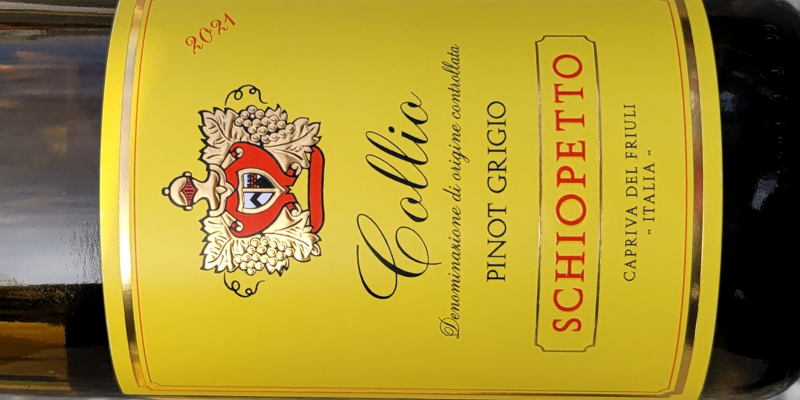 2021
Collio
Denominazione di origine controllata
PINOT GRIGIO
SCHIOPETTO
CAPRIVA DEL FRIULI
" ITALIA "